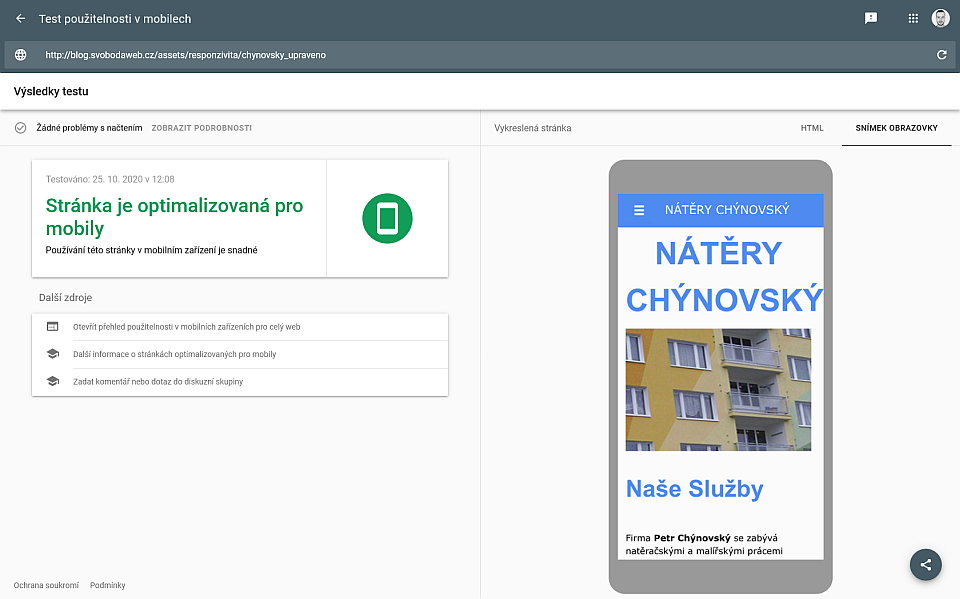 Test použitelnosti v mobilech
http://blog.svobodaweb.cz/assets/responzivita/chynovsky_upraveno
Výsledky testu
Žádné problémy s načtením ZOBRAZIT PODROBNOSTI
Vykreslená stránka HTML SNÍMEK OBRAZOVKY
Testováno: 25. 10. 2020 v 12:08
Stránka je optimalizovaná pro
mobily
Používání této stránky v mobilním zařízení je snadné
Další zdroje
Otevřít přehled použitelnosti v mobilních zařízeních pro celý web
Další informace o stránkách optimalizovaných pro mobily
Zadat komentář nebo dotaz do diskuzní skupiny
NÁTĚRY CHÝNOVSKÝ
NÁTĚRY
CHÝNOVSKÝ
Naše Služby
Firma Petr Chýnovský se zabývá
natěračskými a malířskými prácemi
Ochrana soukromí Podmínky